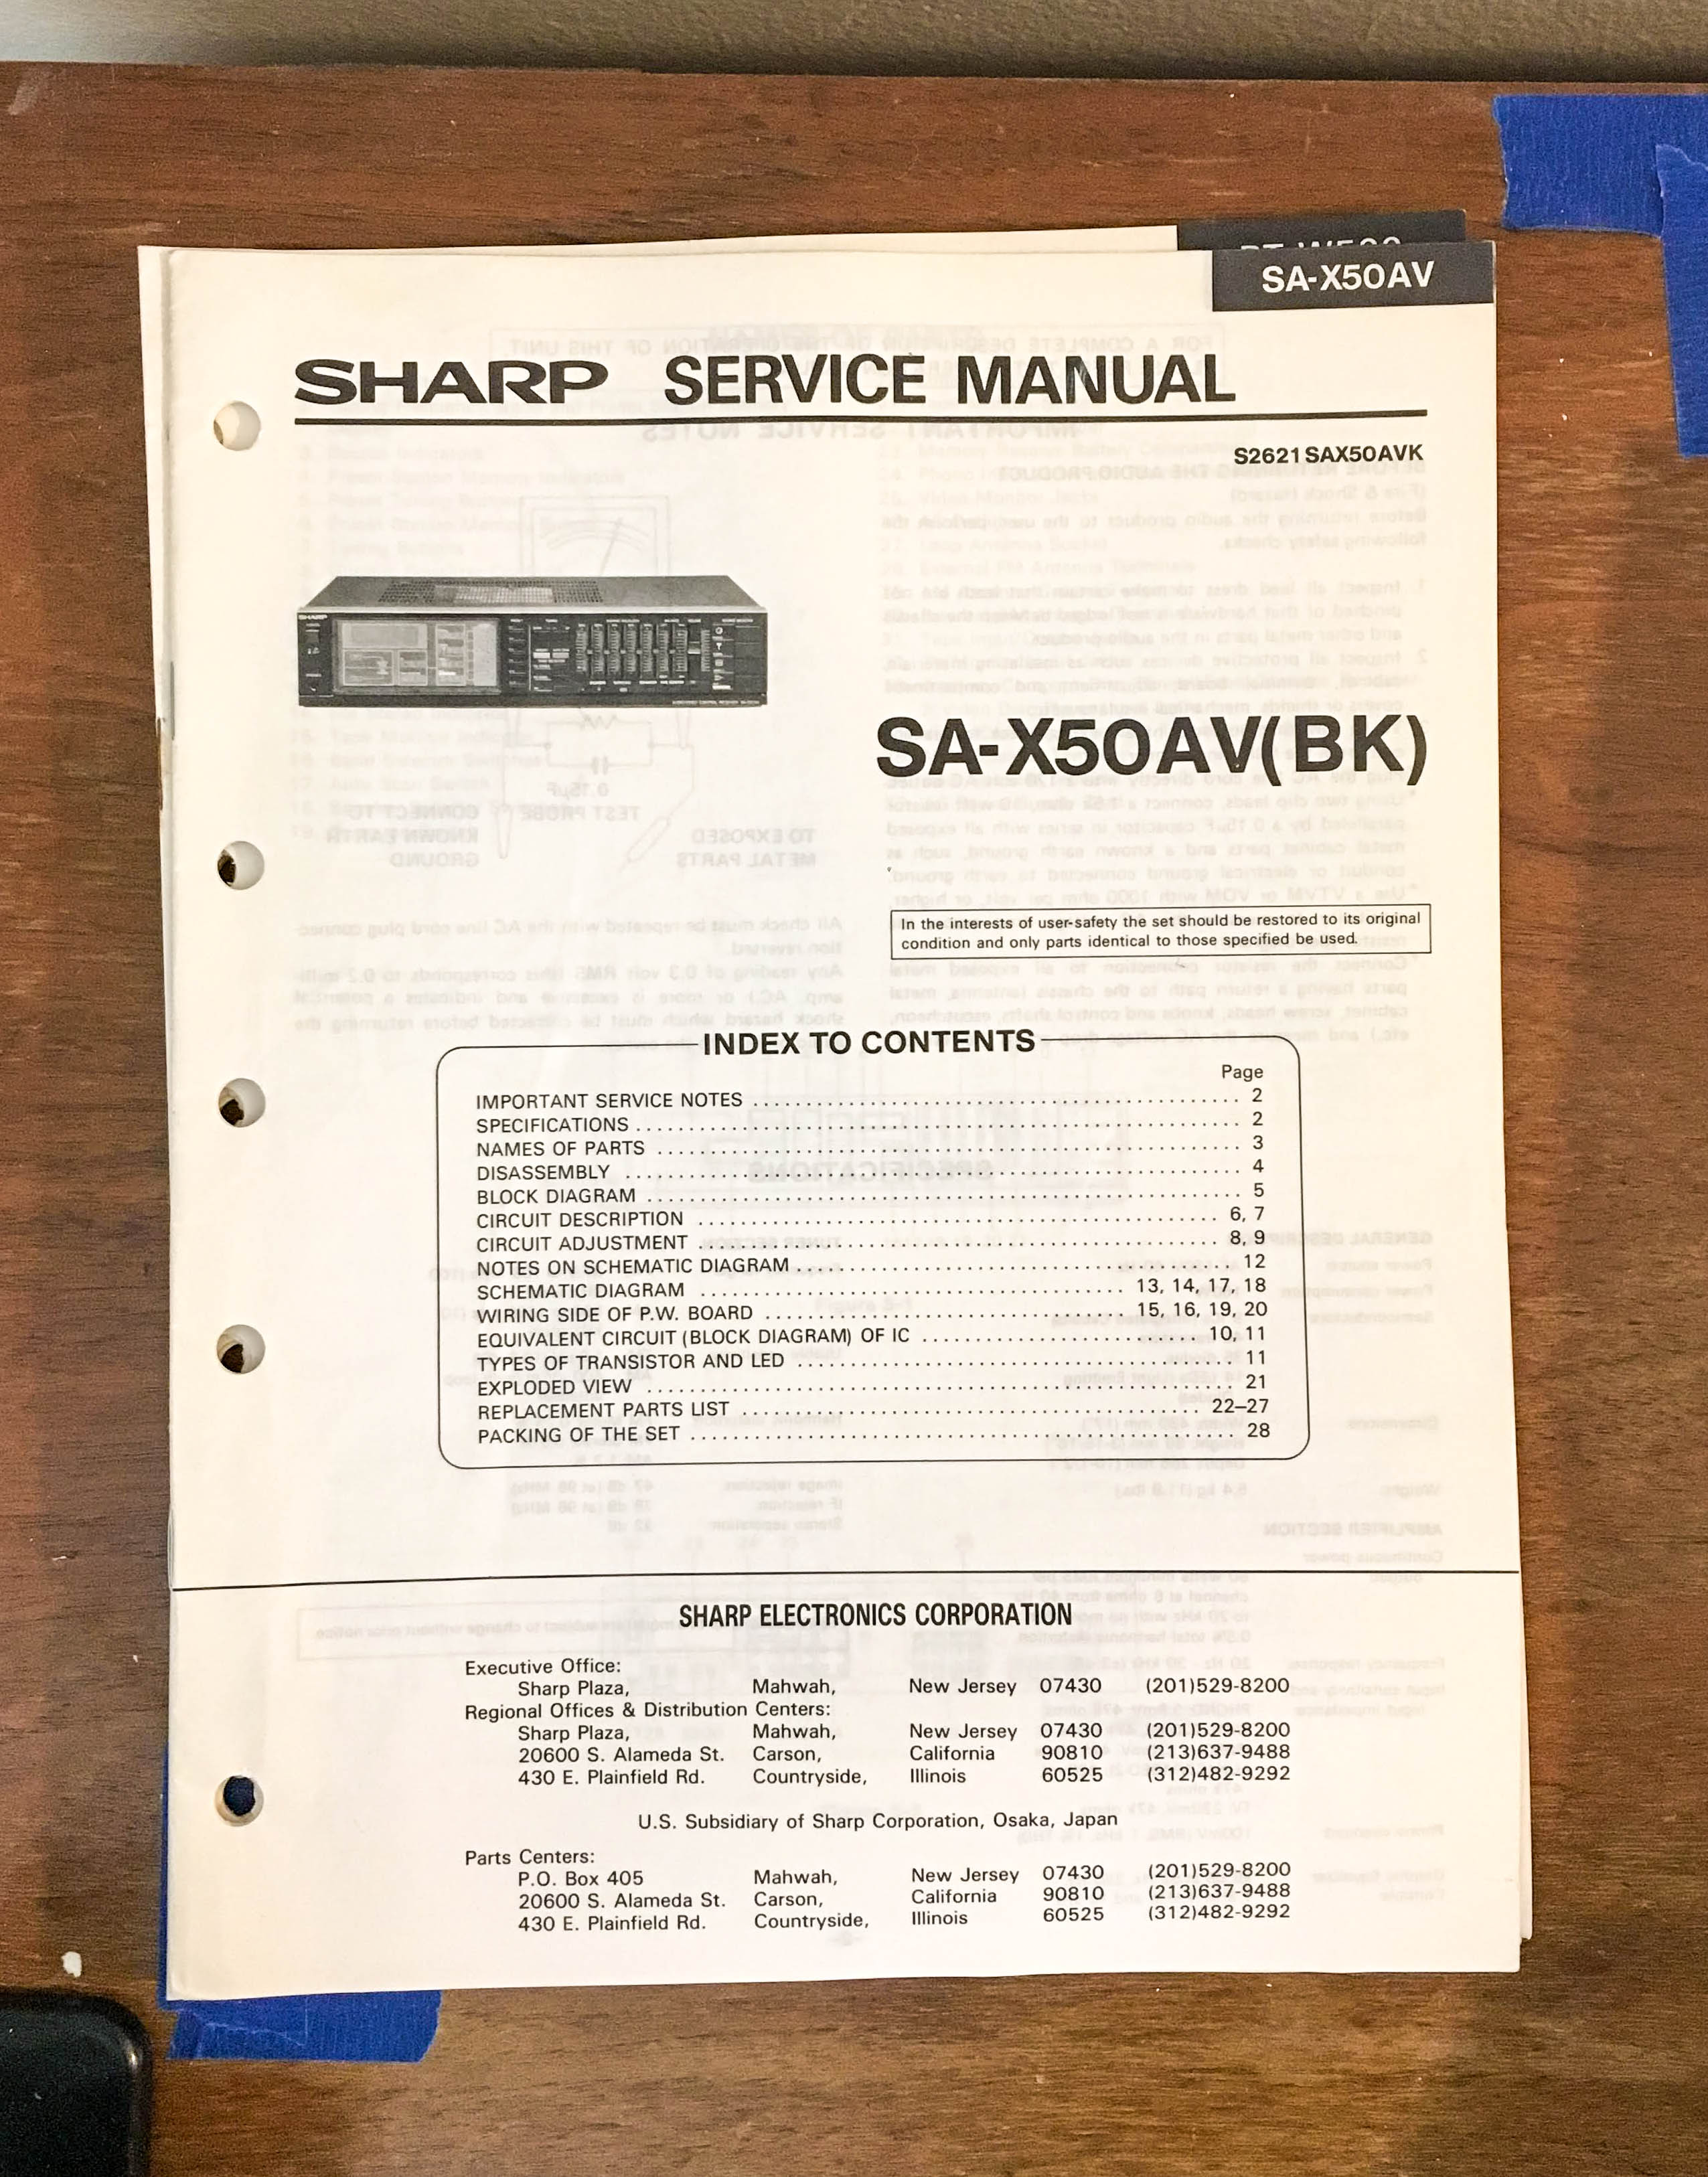 SA-X50AV
SHARP SERVICE MANUAL
S2621SAX50AVK
SHARP
SA-X50AV(BK)
In the interests of user-safety the set should be restored to its original
condition and only parts identical to those specified be used.
INDEX TO CONTENTS
Page
IMPORTANT SERVICE NOTES ........ 2
SPECIFICATIONS ........ 2
NAMES OF PARTS ........ 3
DISASSEMBLY ........ 4
BLOCK DIAGRAM ........ 5
CIRCUIT DESCRIPTION ........ 6, 7
CIRCUIT ADJUSTMENT ........ 8, 9
NOTES ON SCHEMATIC DIAGRAM ........ 12
SCHEMATIC DIAGRAM ........ 13, 14, 17, 18
WIRING SIDE OF P.W. BOARD ........ 15, 16, 19, 20
EQUIVALENT CIRCUIT (BLOCK DIAGRAM) OF IC ........ 10, 11
TYPES OF TRANSISTOR AND LED ........ 11
EXPLODED VIEW ........ 21
REPLACEMENT PARTS LIST ........ 22–27
PACKING OF THE SET ........ 28
SHARP ELECTRONICS CORPORATION
Executive Office:
Sharp Plaza, Mahwah, New Jersey 07430 (201)529-8200
Regional Offices & Distribution Centers:
Sharp Plaza, Mahwah, New Jersey 07430 (201)529-8200
20600 S. Alameda St. Carson, California 90810 (213)637-9488
430 E. Plainfield Rd. Countryside, Illinois 60525 (312)482-9292
U.S. Subsidiary of Sharp Corporation, Osaka, Japan
Parts Centers:
P.O. Box 405 Mahwah, New Jersey 07430 (201)529-8200
20600 S. Alameda St. Carson, California 90810 (213)637-9488
430 E. Plainfield Rd. Countryside, Illinois 60525 (312)482-9292